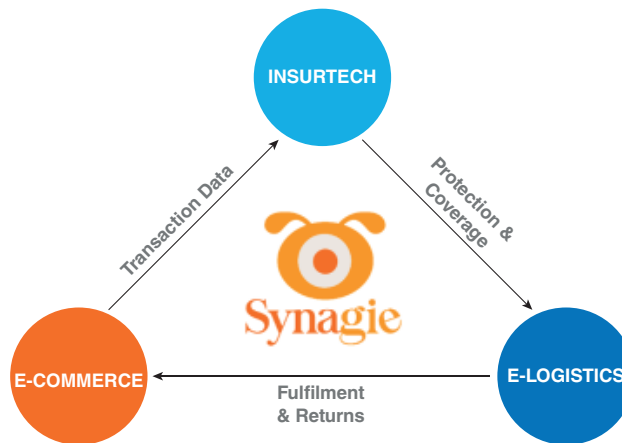 INSURTECH
Transaction Data
Protection &
Coverage
Synagie
E-COMMERCE
E-LOGISTICS
Fulfilment
& Returns